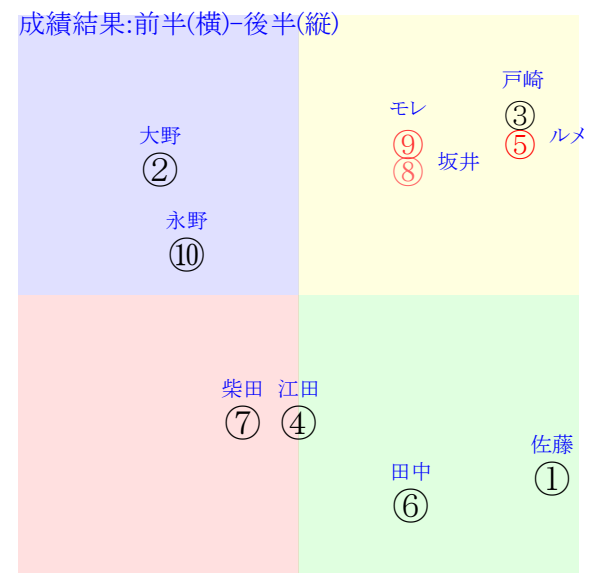 成績結果:前半(横)-後半(縦)
戸崎
③
モレ
⑨
ルメ
⑤
大野
②
坂井
⑧
永野
⑩
柴田
⑦
江田
④
佐藤
①
田中
⑥